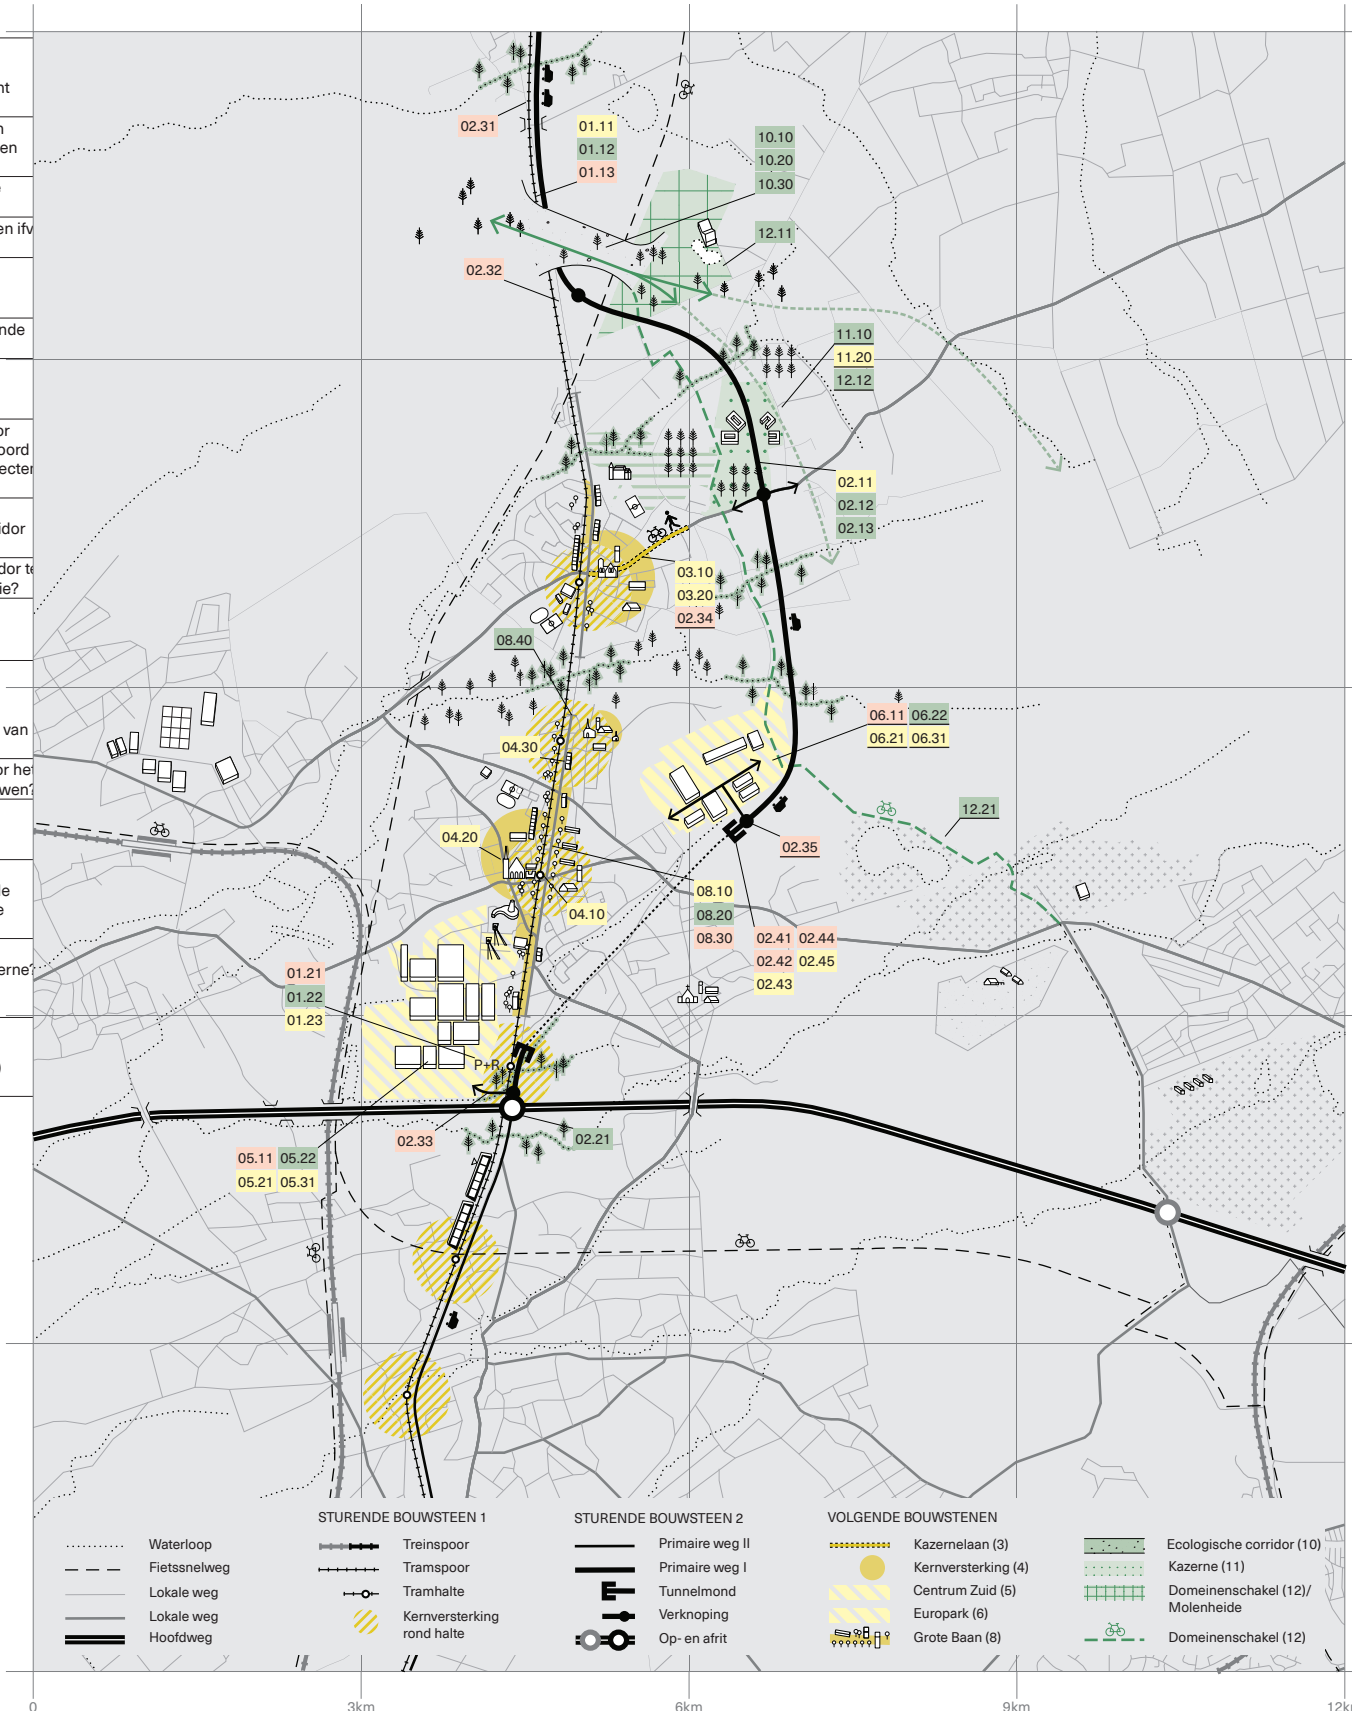 nt
n
en
en ifv
nde
or
oord
ecten
idor
dor te
ie?
van
or het
wen?
de
e
erne?
02.31
01.11
01.12
01.13
10.10
10.20
10.30
12.11
02.32
11.10
11.20
12.12
02.11
02.12
02.13
03.10
03.20
02.34
08.40
06.11 06.22
06.21 06.31
04.30
12.21
04.20
02.35
08.10
08.20
08.30
04.10
02.41 02.44
02.42 02.45
02.43
01.21
01.22
01.23
P+R
02.33
02.21
05.11 05.22
05.21 05.31
Waterloop
Fietssnelweg
Lokale weg
Lokale weg
Hoofdweg
STURENDE BOUWSTEEN 1
Treinspoor
Tramspoor
Tramhalte
Kernversterking
rond halte
STURENDE BOUWSTEEN 2
Primaire weg II
Primaire weg I
Tunnelmond
Verknoping
Op- en afrit
VOLGENDE BOUWSTENEN
Kazernelaan (3)
Kernversterking (4)
Centrum Zuid (5)
Europark (6)
Grote Baan (8)
Ecologische corridor (10)
Kazerne (11)
Domeinenschakel (12)/
Molenheide
Domeinenschakel (12)
0
3km
6km
9km
12k